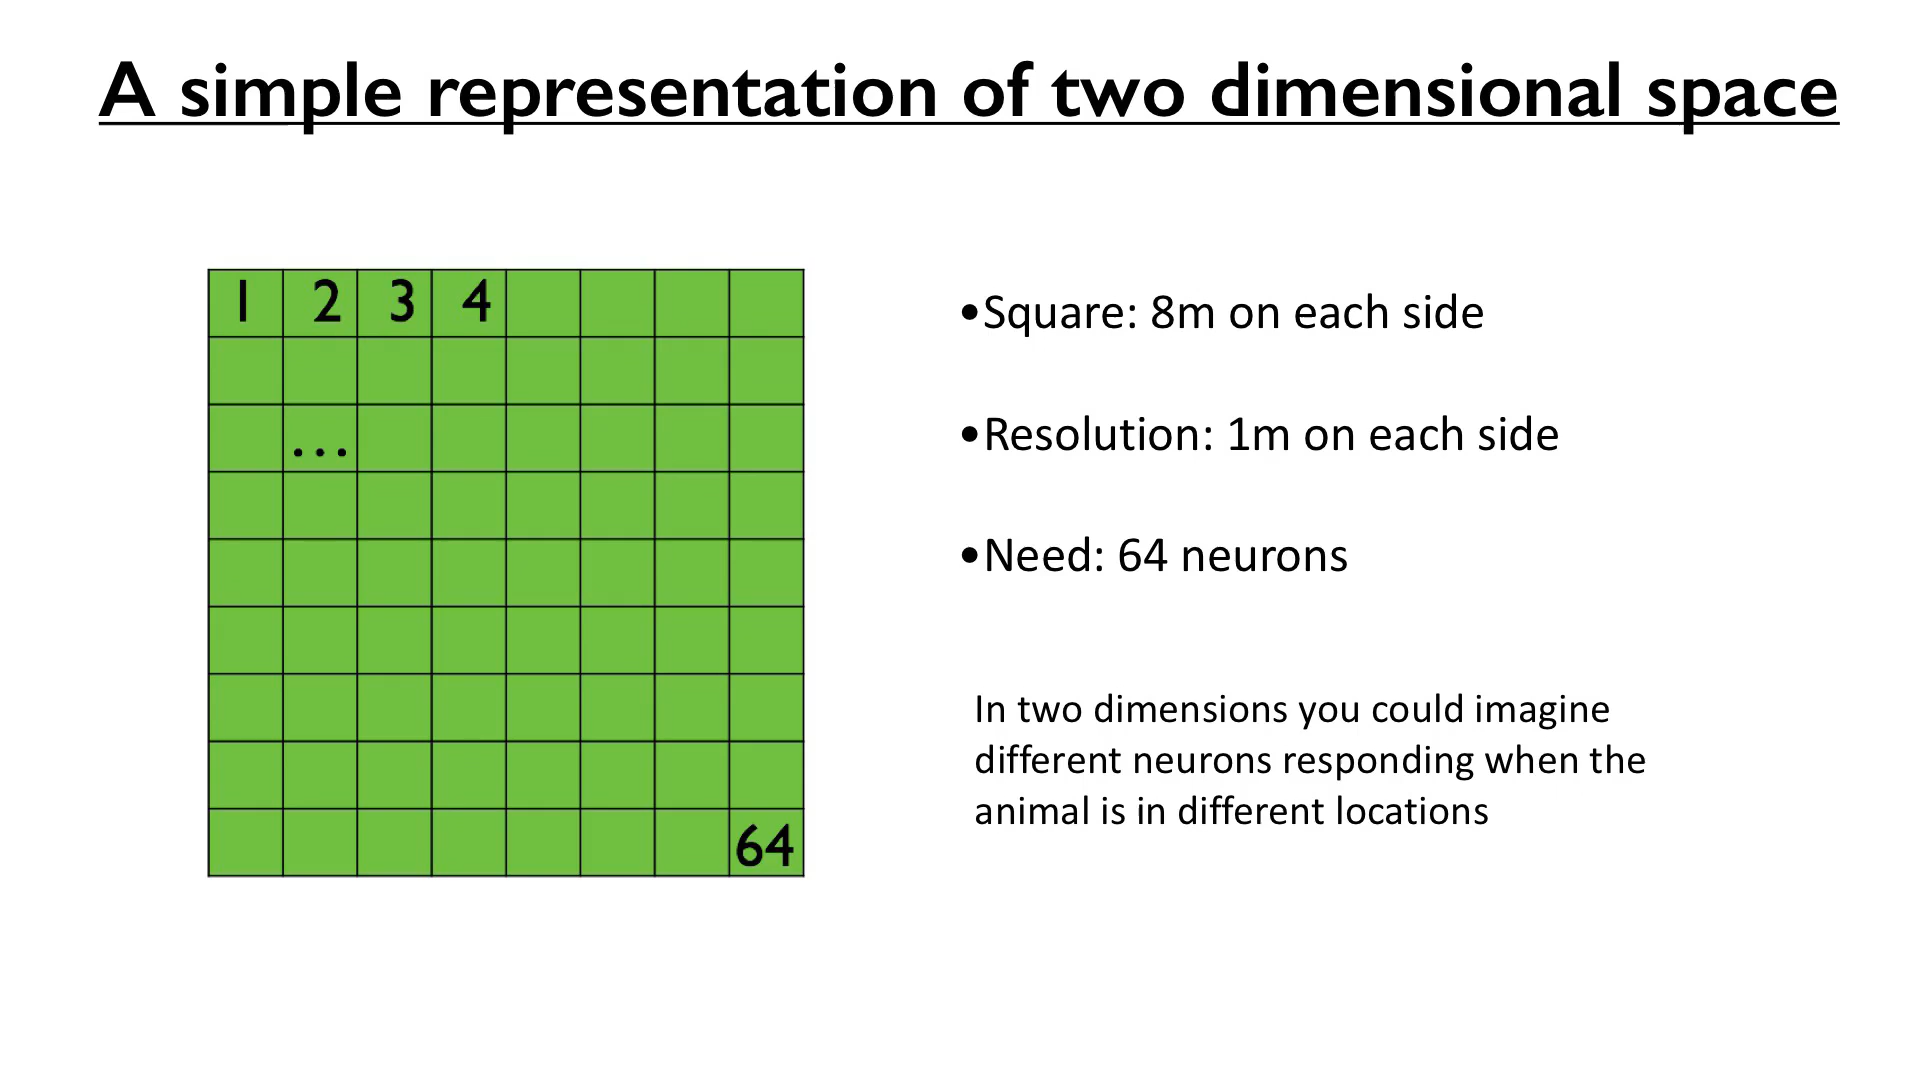 A simple representation of two dimensional space
1 2 3 4
...
64
•Square: 8m on each side
•Resolution: 1m on each side
•Need: 64 neurons
In two dimensions you could imagine
different neurons responding when the
animal is in different locations